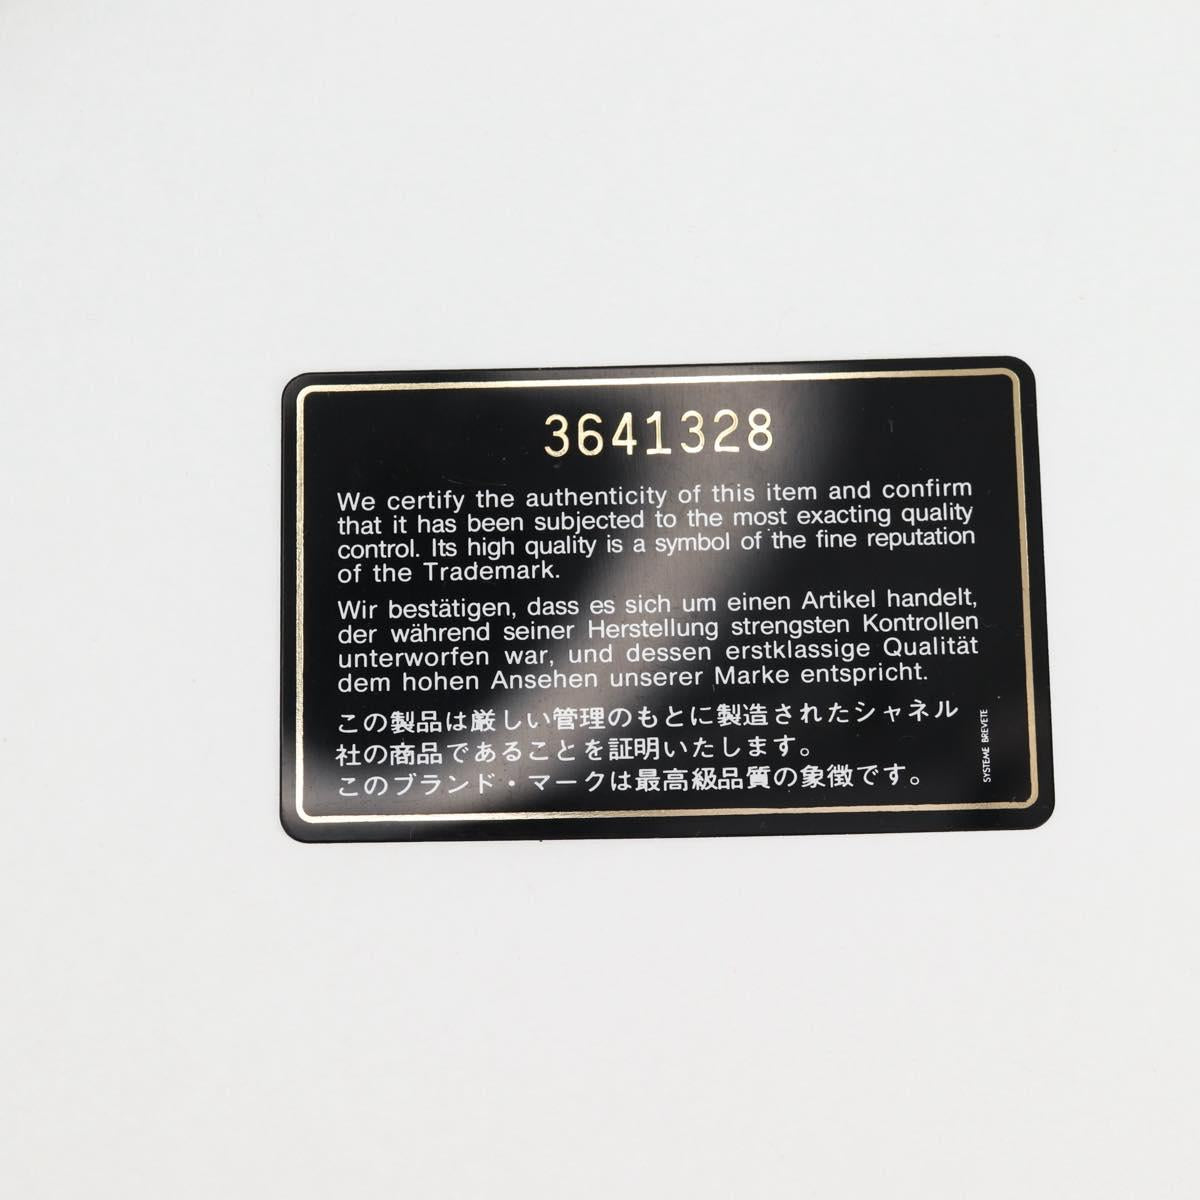 3641328
We certify the authenticity of this item and confirm
that it has been subjected to the most exacting quality
control. Its high quality is a symbol of the fine reputation
of the Trademark.
Wir bestätigen, dass es sich um einen Artikel handelt,
der während seiner Herstellung strengsten Kontrollen
unterworfen war, und dessen erstklassige Qualität
dem hohen Ansehen unserer Marke entspricht.
この製品は厳しい管理のもとに製造されたシャネル
社の商品であることを証明いたします。
このブランド・マークは最高級品質の象徴です。
SYSTEME BREVETE